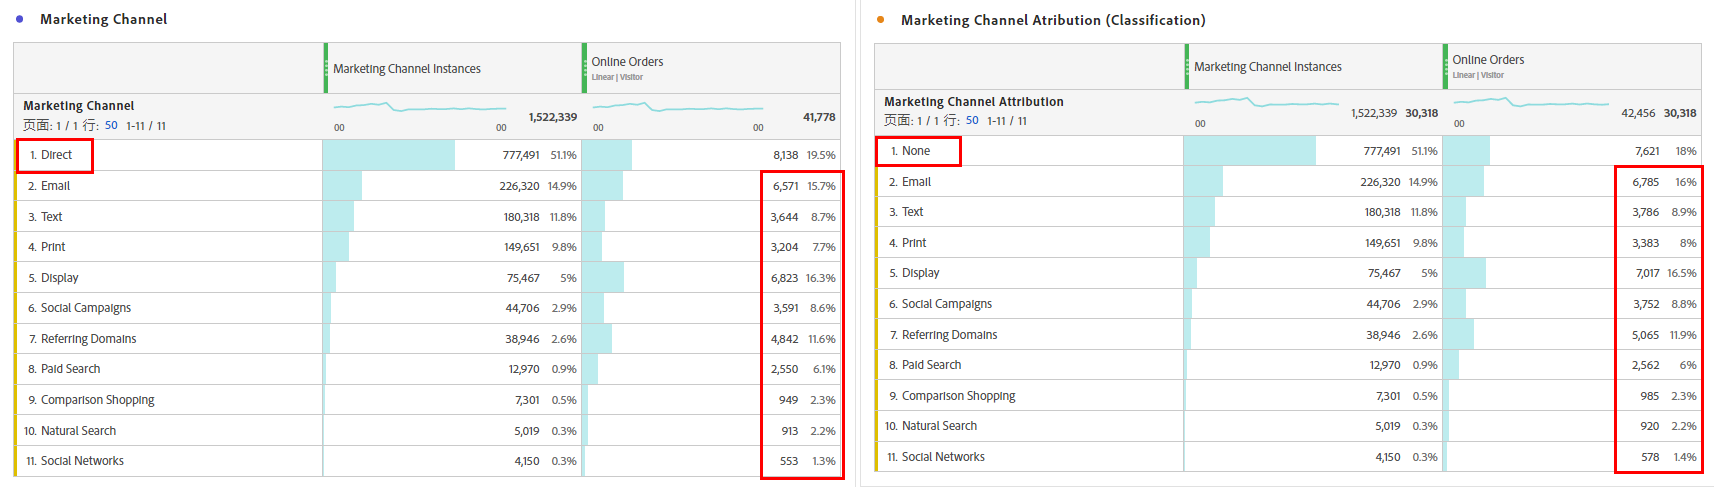 Marketing Channel
Marketing Channel Instances
Online Orders
Linear | Visitor
Marketing Channel
页面: 1 / 1 行: 50 1-11 / 11
00 00 1,522,339
00 00 41,778
1. Direct 777,491 51.1% 8,138 19.5%
2. Email 226,320 14.9% 6,571 15.7%
3. Text 180,318 11.8% 3,644 8.7%
4. Print 149,651 9.8% 3,204 7.7%
5. Display 75,467 5% 6,823 16.3%
6. Social Campaigns 44,706 2.9% 3,591 8.6%
7. Referring Domains 38,946 2.6% 4,842 11.6%
8. Paid Search 12,970 0.9% 2,550 6.1%
9. Comparison Shopping 7,301 0.5% 949 2.3%
10. Natural Search 5,019 0.3% 913 2.2%
11. Social Networks 4,150 0.3% 553 1.3%
Marketing Channel Atribution (Classification)
Marketing Channel Instances
Online Orders
Linear | Visitor
Marketing Channel Attribution
页面: 1 / 1 行: 50 1-11 / 11
00 1,522,339 30,318
00 42,456 30,318
1. None 777,491 51.1% 7,621 18%
2. Email 226,320 14.9% 6,785 16%
3. Text 180,318 11.8% 3,786 8.9%
4. Print 149,651 9.8% 3,383 8%
5. Display 75,467 5% 7,017 16.5%
6. Social Campaigns 44,706 2.9% 3,752 8.8%
7. Referring Domains 38,946 2.6% 5,065 11.9%
8. Paid Search 12,970 0.9% 2,562 6%
9. Comparison Shopping 7,301 0.5% 985 2.3%
10. Natural Search 5,019 0.3% 920 2.2%
11. Social Networks 4,150 0.3% 578 1.4%